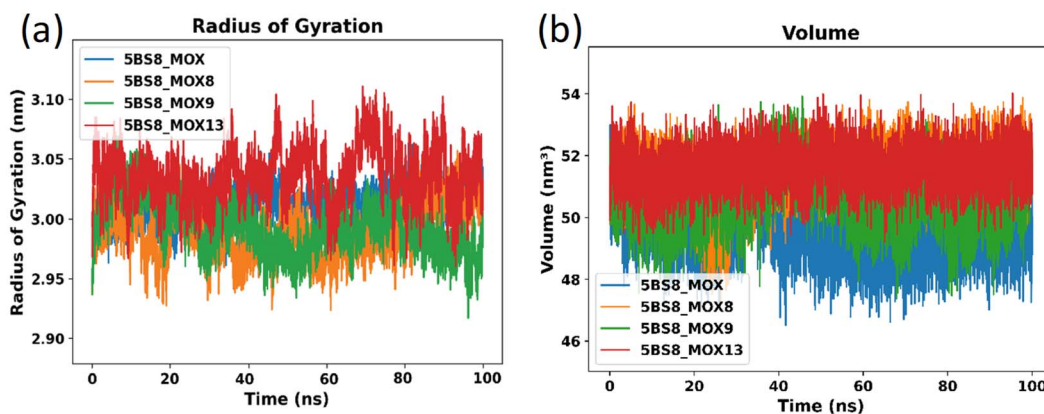 (a)
Radius of Gyration
5BS8_MOX
5BS8_MOX8
5BS8_MOX9
5BS8_MOX13
3.10
3.05
3.00
2.95
2.90
Radius of Gyration (nm)
0 20 40 60 80 100
Time (ns)
(b)
Volume
54
52
50
48
46
Volume (nm³)
5BS8_MOX
5BS8_MOX8
5BS8_MOX9
5BS8_MOX13
0 20 40 60 80 100
Time (ns)